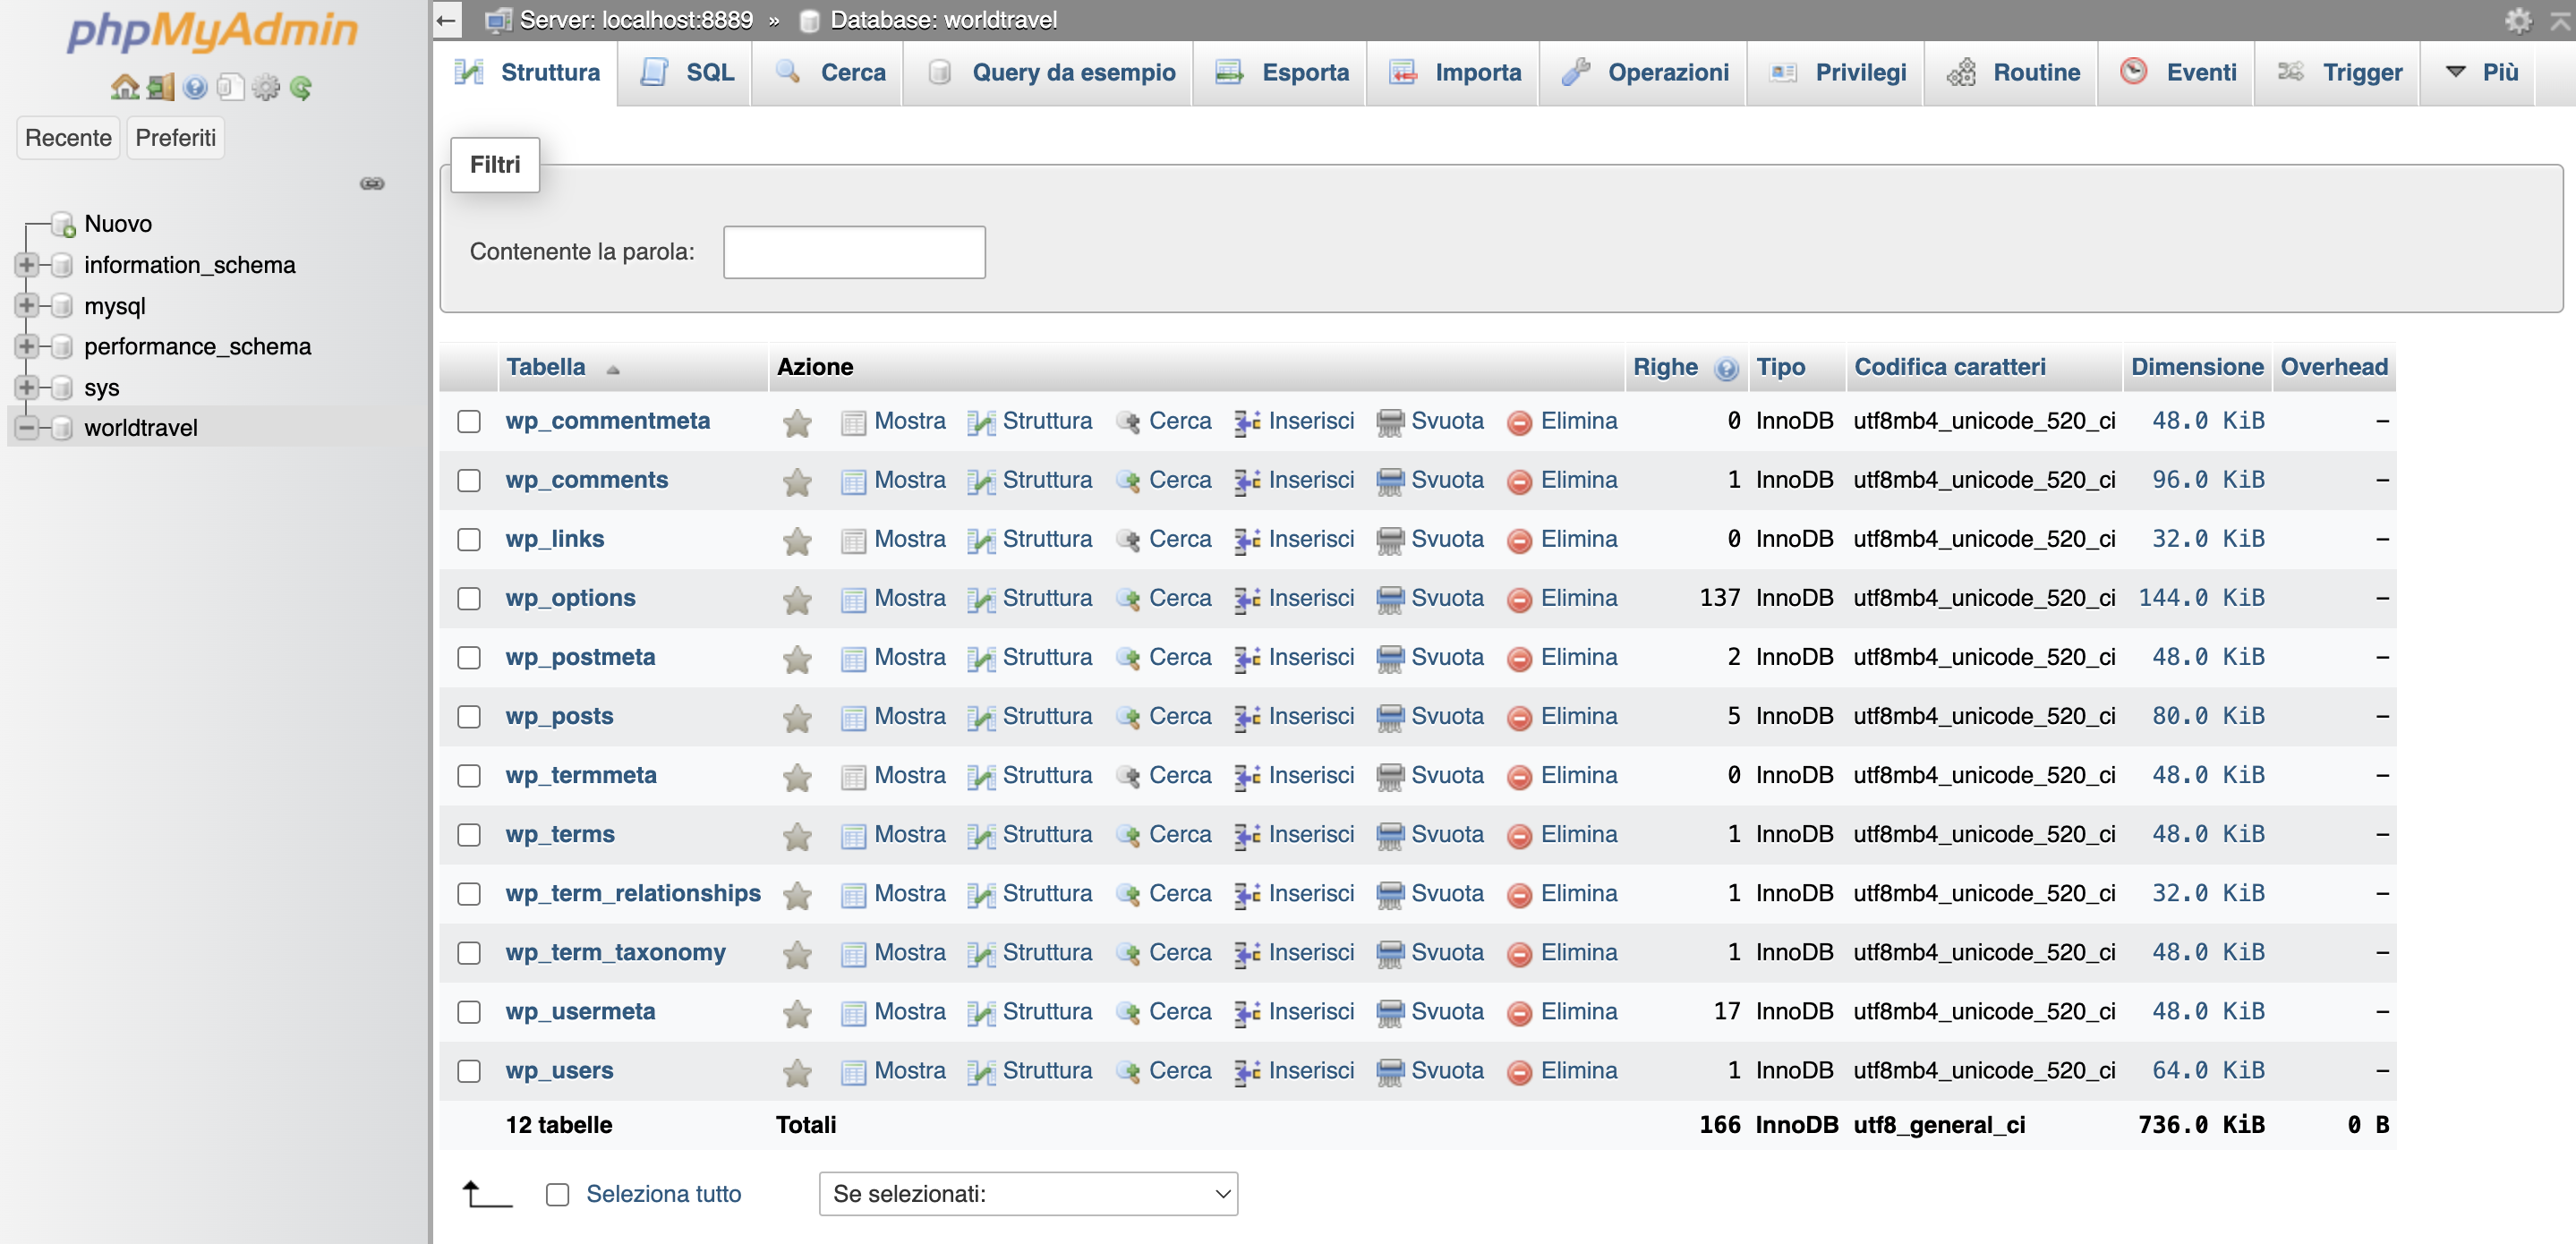 phpMyAdmin
Recente Preferiti
Nuovo
information_schema
mysql
performance_schema
sys
worldtravel
Server: localhost:8889 » Database: worldtravel
Struttura SQL Cerca Query da esempio Esporta Importa Operazioni Privilegi Routine Eventi Trigger Più
Filtri
Contenente la parola:
Tabella Azione Righe Tipo Codifica caratteri Dimensione Overhead
wp_commentmeta Mostra Struttura Cerca Inserisci Svuota Elimina 0 InnoDB utf8mb4_unicode_520_ci 48.0 KiB –
wp_comments Mostra Struttura Cerca Inserisci Svuota Elimina 1 InnoDB utf8mb4_unicode_520_ci 96.0 KiB –
wp_links Mostra Struttura Cerca Inserisci Svuota Elimina 0 InnoDB utf8mb4_unicode_520_ci 32.0 KiB –
wp_options Mostra Struttura Cerca Inserisci Svuota Elimina 137 InnoDB utf8mb4_unicode_520_ci 144.0 KiB –
wp_postmeta Mostra Struttura Cerca Inserisci Svuota Elimina 2 InnoDB utf8mb4_unicode_520_ci 48.0 KiB –
wp_posts Mostra Struttura Cerca Inserisci Svuota Elimina 5 InnoDB utf8mb4_unicode_520_ci 80.0 KiB –
wp_termmeta Mostra Struttura Cerca Inserisci Svuota Elimina 0 InnoDB utf8mb4_unicode_520_ci 48.0 KiB –
wp_terms Mostra Struttura Cerca Inserisci Svuota Elimina 1 InnoDB utf8mb4_unicode_520_ci 48.0 KiB –
wp_term_relationships Mostra Struttura Cerca Inserisci Svuota Elimina 1 InnoDB utf8mb4_unicode_520_ci 32.0 KiB –
wp_term_taxonomy Mostra Struttura Cerca Inserisci Svuota Elimina 1 InnoDB utf8mb4_unicode_520_ci 48.0 KiB –
wp_usermeta Mostra Struttura Cerca Inserisci Svuota Elimina 17 InnoDB utf8mb4_unicode_520_ci 48.0 KiB –
wp_users Mostra Struttura Cerca Inserisci Svuota Elimina 1 InnoDB utf8mb4_unicode_520_ci 64.0 KiB –
12 tabelle Totali 166 InnoDB utf8_general_ci 736.0 KiB 0 B
Seleziona tutto Se selezionati: